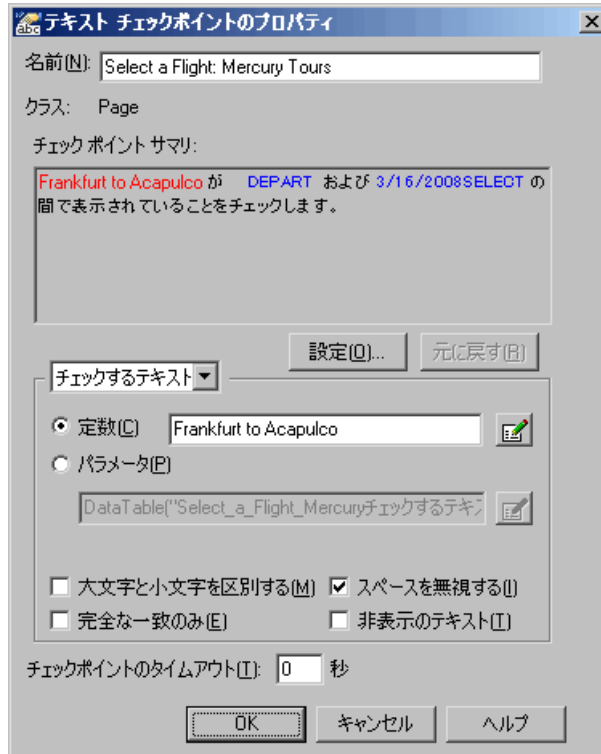 テキスト チェックポイントのプロパティ
名前(N): Select a Flight: Mercury Tours
クラス: Page
チェック ポイント サマリ:
Frankfurt to Acapulco が DEPART および 3/16/2008SELECT の
間で表示されていることをチェックします。
設定(O)... 元に戻す(R)
チェックするテキスト
定数(C) Frankfurt to Acapulco
パラメータ(P)
DataTable("Select_a_Flight_Mercuryチェックするテキス
大文字と小文字を区別する(M) スペースを無視する(I)
完全な一致のみ(E) 非表示のテキスト(T)
チェックポイントのタイムアウト(T): 0 秒
OK キャンセル ヘルプ